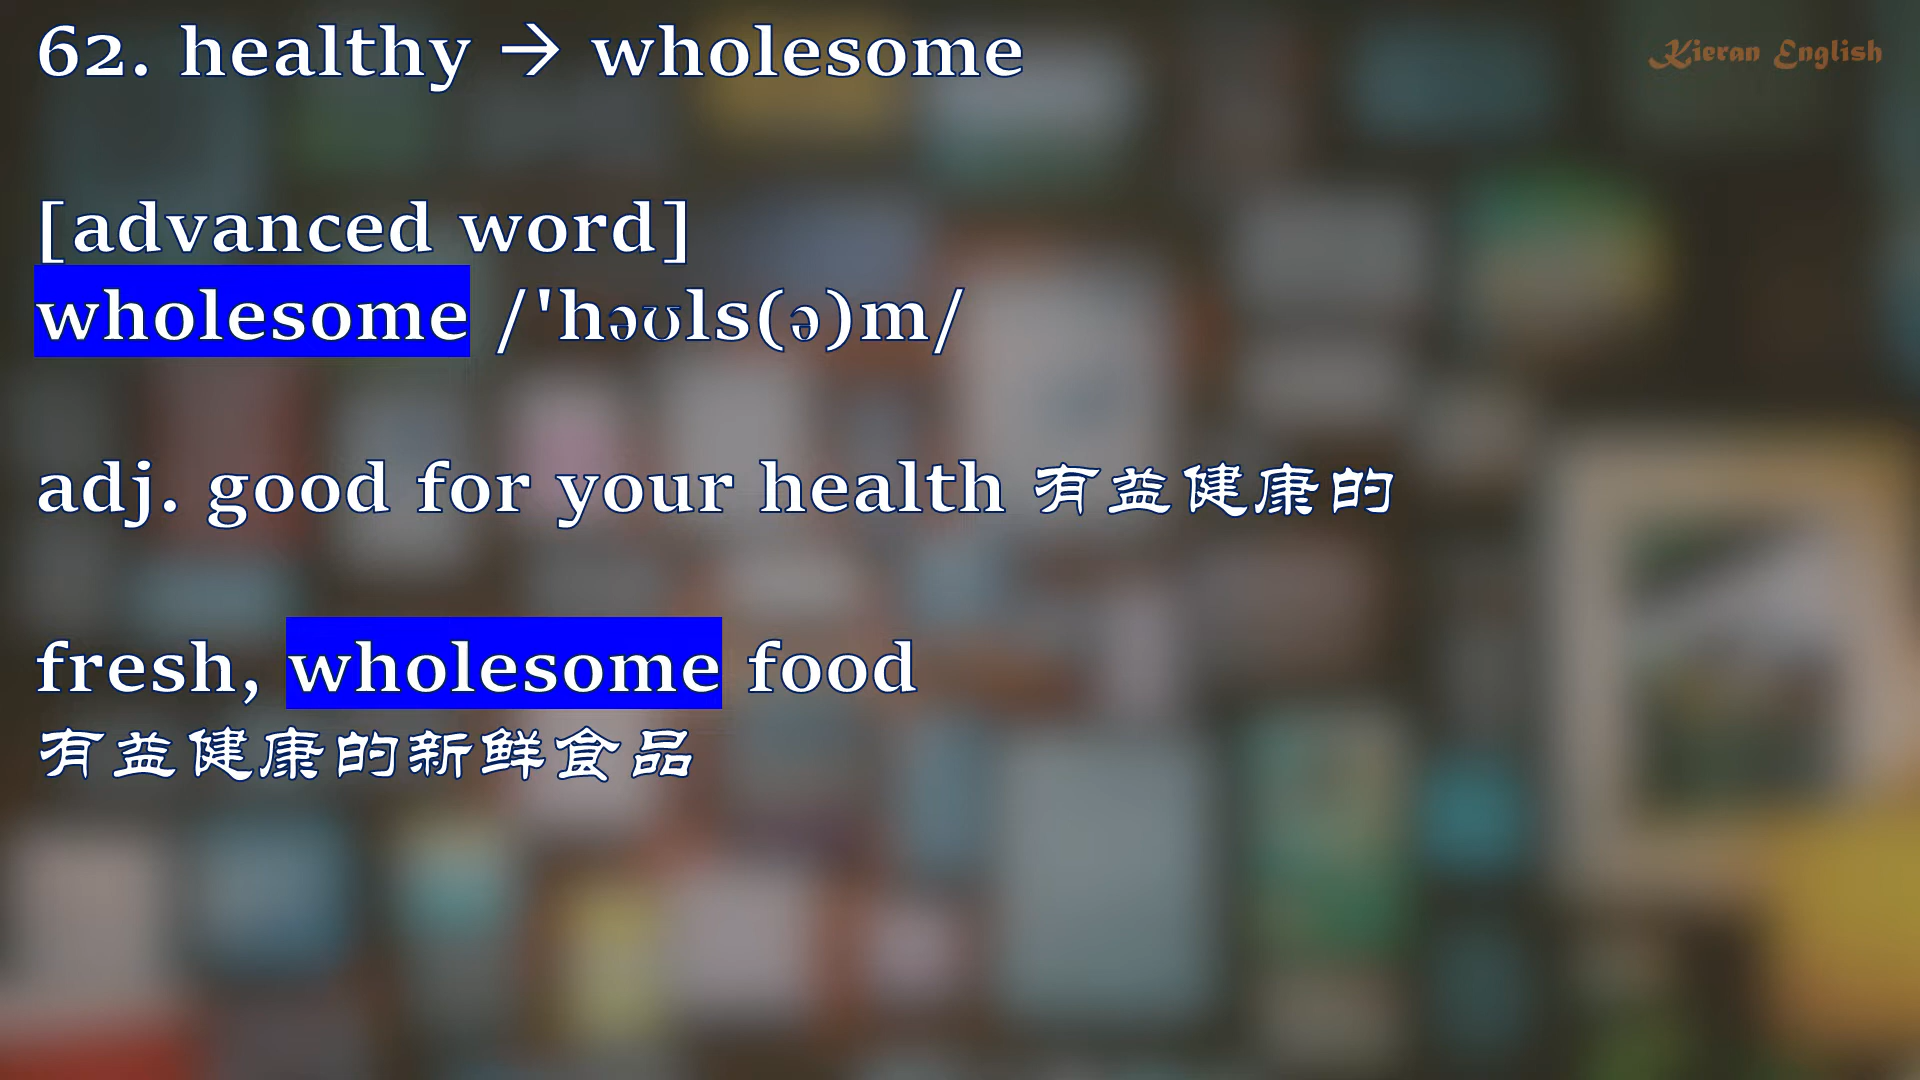 62. healthy → wholesome
Kieran English
[advanced word]
wholesome /'həʊls(ə)m/
adj. good for your health 有益健康的
fresh, wholesome food
有益健康的新鲜食品